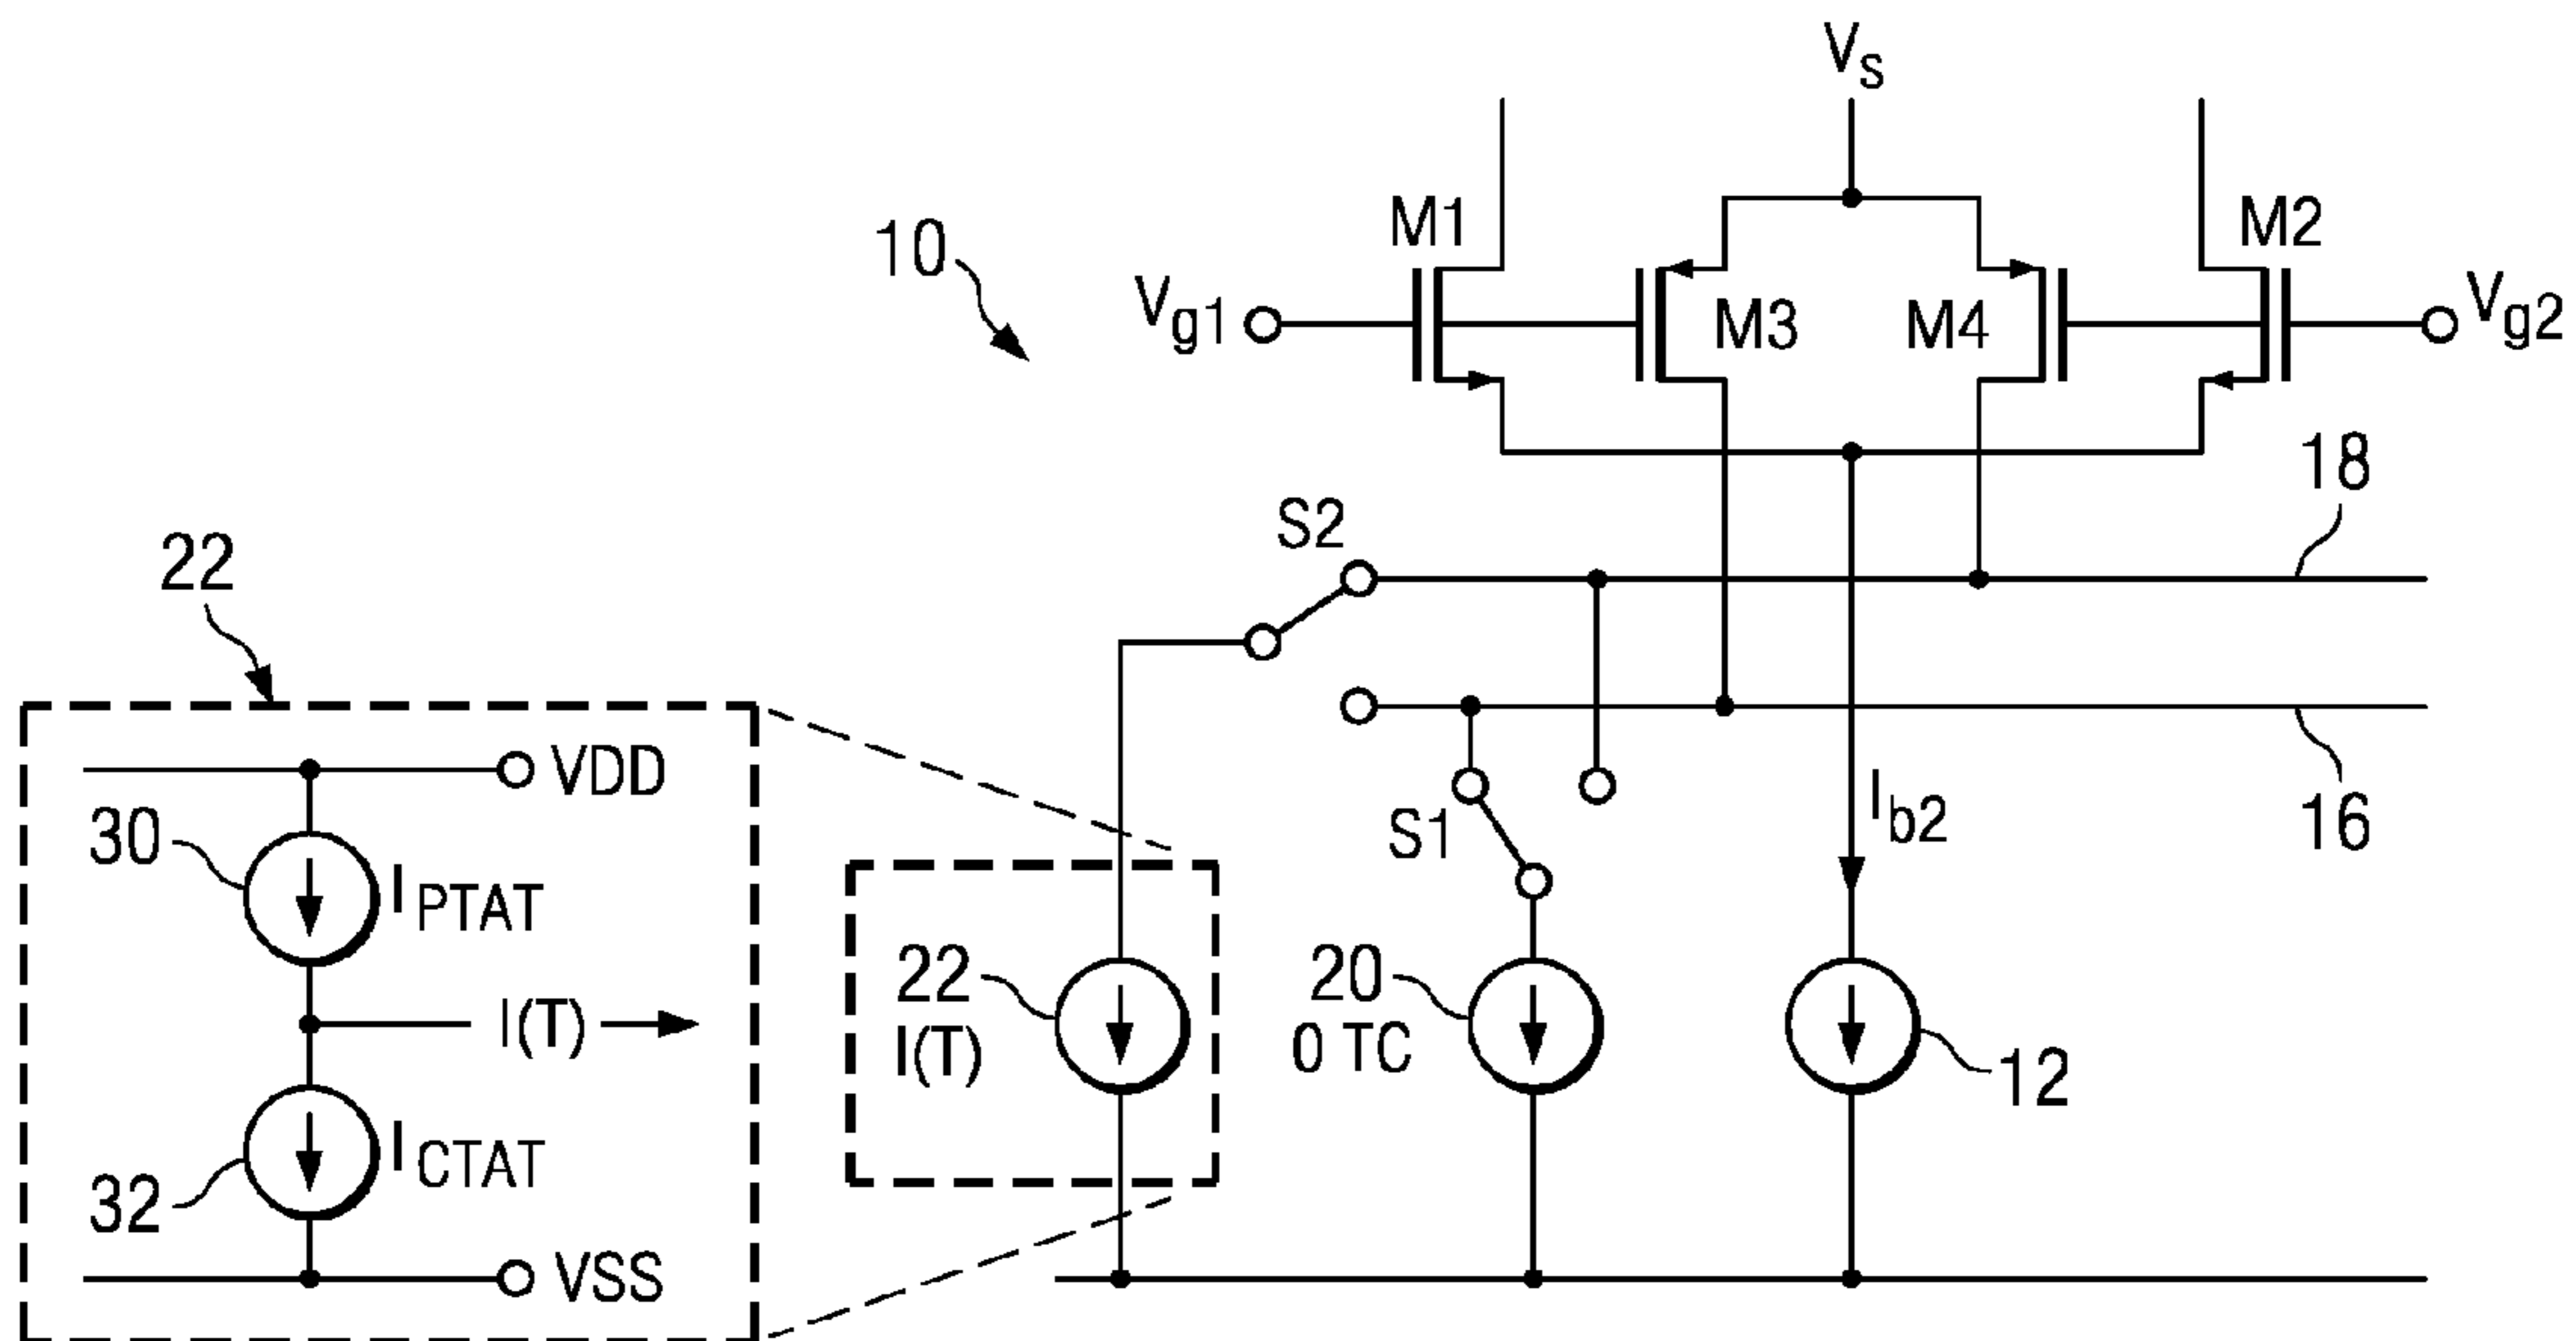 Vs
10
M1
M2
Vg1
M3
M4
Vg2
18
S2
22
VDD
16
30
IPTAT
S1
Ib2
22
I(T)
20
0 TC
I(T)
12
32
ICTAT
VSS